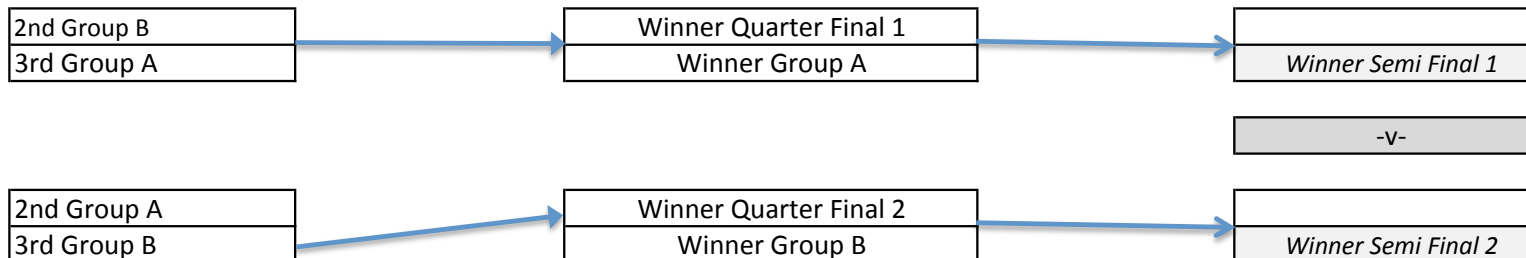 2nd Group B
3rd Group A
Winner Quarter Final 1
Winner Group A
Winner Semi Final 1
-v-
2nd Group A
3rd Group B
Winner Quarter Final 2
Winner Group B
Winner Semi Final 2